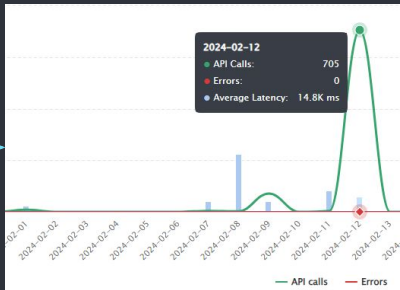 2024-02-12
API Calls: 705
Errors: 0
Average Latency: 14.8K ms
-02-01
2024-02-02
2024-02-03
2024-02-04
2024-02-05
2024-02-06
2024-02-07
2024-02-08
2024-02-09
2024-02-10
2024-02-11
2024-02-12
2024-02-13
API calls
Errors